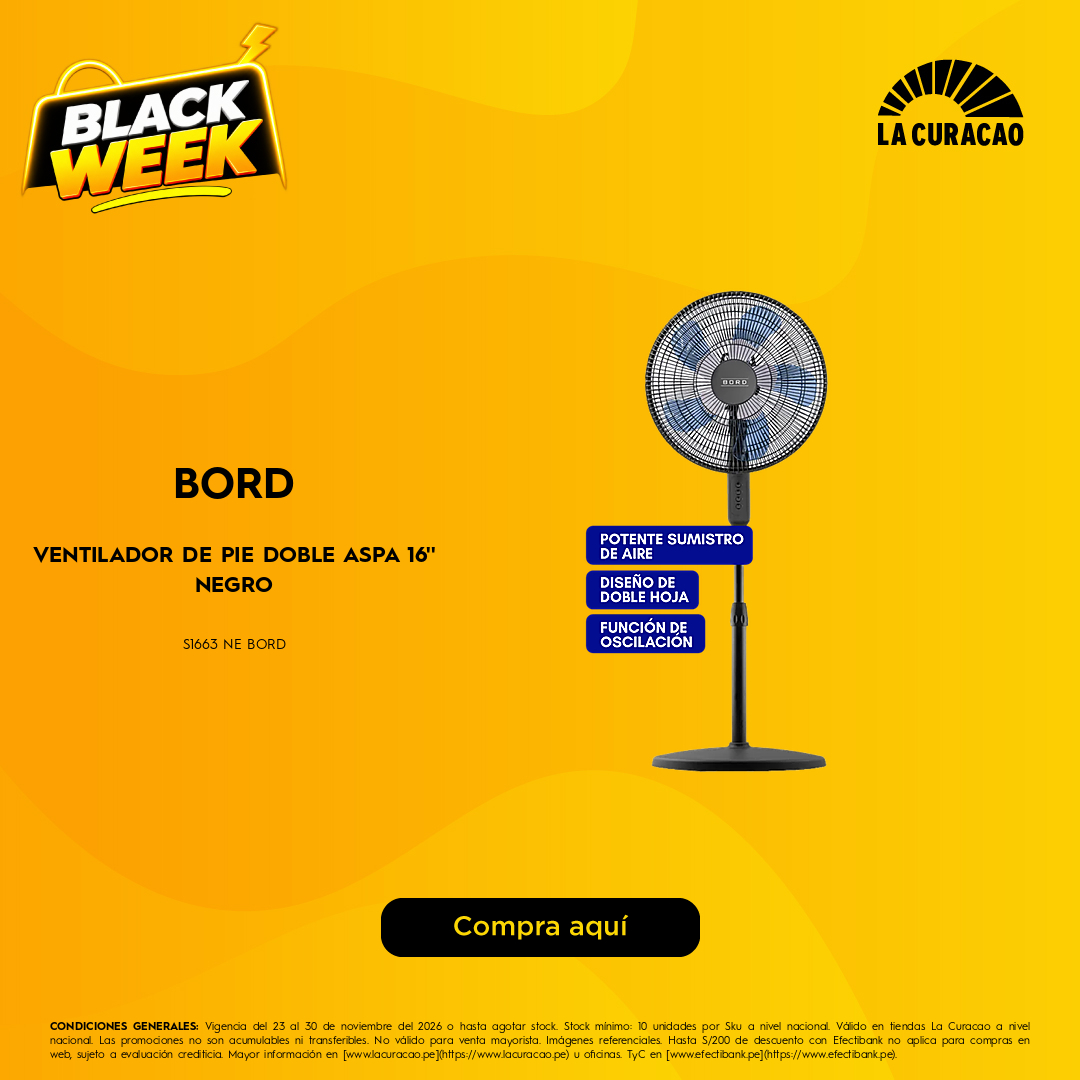 BLACK
WEEK
LA CURACAO
BORD
BORD
VENTILADOR DE PIE DOBLE ASPA 16"
NEGRO
S1663 NE BORD
POTENTE SUMISTRO
DE AIRE
DISEÑO DE
DOBLE HOJA
FUNCIÓN DE
OSCILACIÓN
Compra aquí
CONDICIONES GENERALES: Vigencia del 23 al 30 de noviembre del 2026 o hasta agotar stock. Stock mínimo: 10 unidades por Sku a nivel nacional. Válido en tiendas La Curacao a nivel
nacional. Las promociones no son acumulables ni transferibles. No válido para venta mayorista. Imágenes referenciales. Hasta S/200 de descuento con Efectibank no aplica para compras en
web, sujeto a evaluación crediticia. Mayor información en [www.lacuracao.pe](https://www.lacuracao.pe) u oficinas. TyC en [www.efectibank.pe](https://www.efectibank.pe).